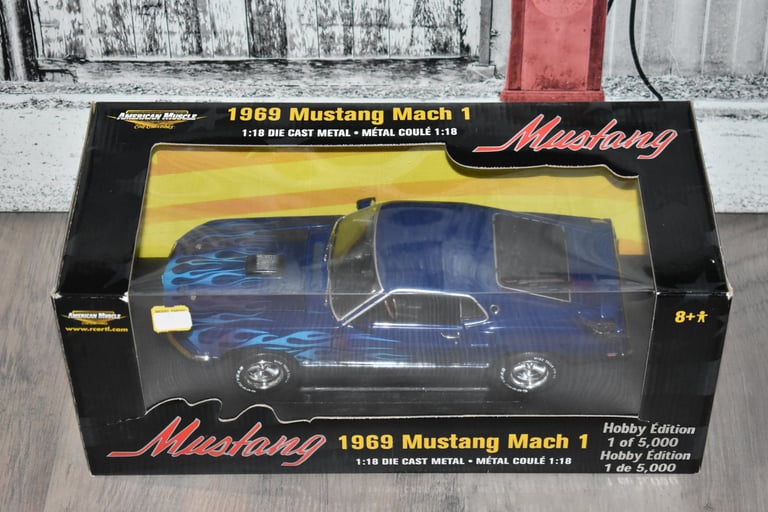 AMERICAN MUSCLE
1969 Mustang Mach 1
1:18 DIE CAST METAL • MÉTAL COULÉ 1:18
Mustang
AMERICAN MUSCLE
www.rcertl.com
8+
Mustang
1969 Mustang Mach 1
1:18 DIE CAST METAL • MÉTAL COULÉ 1:18
Hobby Edition
1 of 5,000
Hobby Édition
1 de 5,000